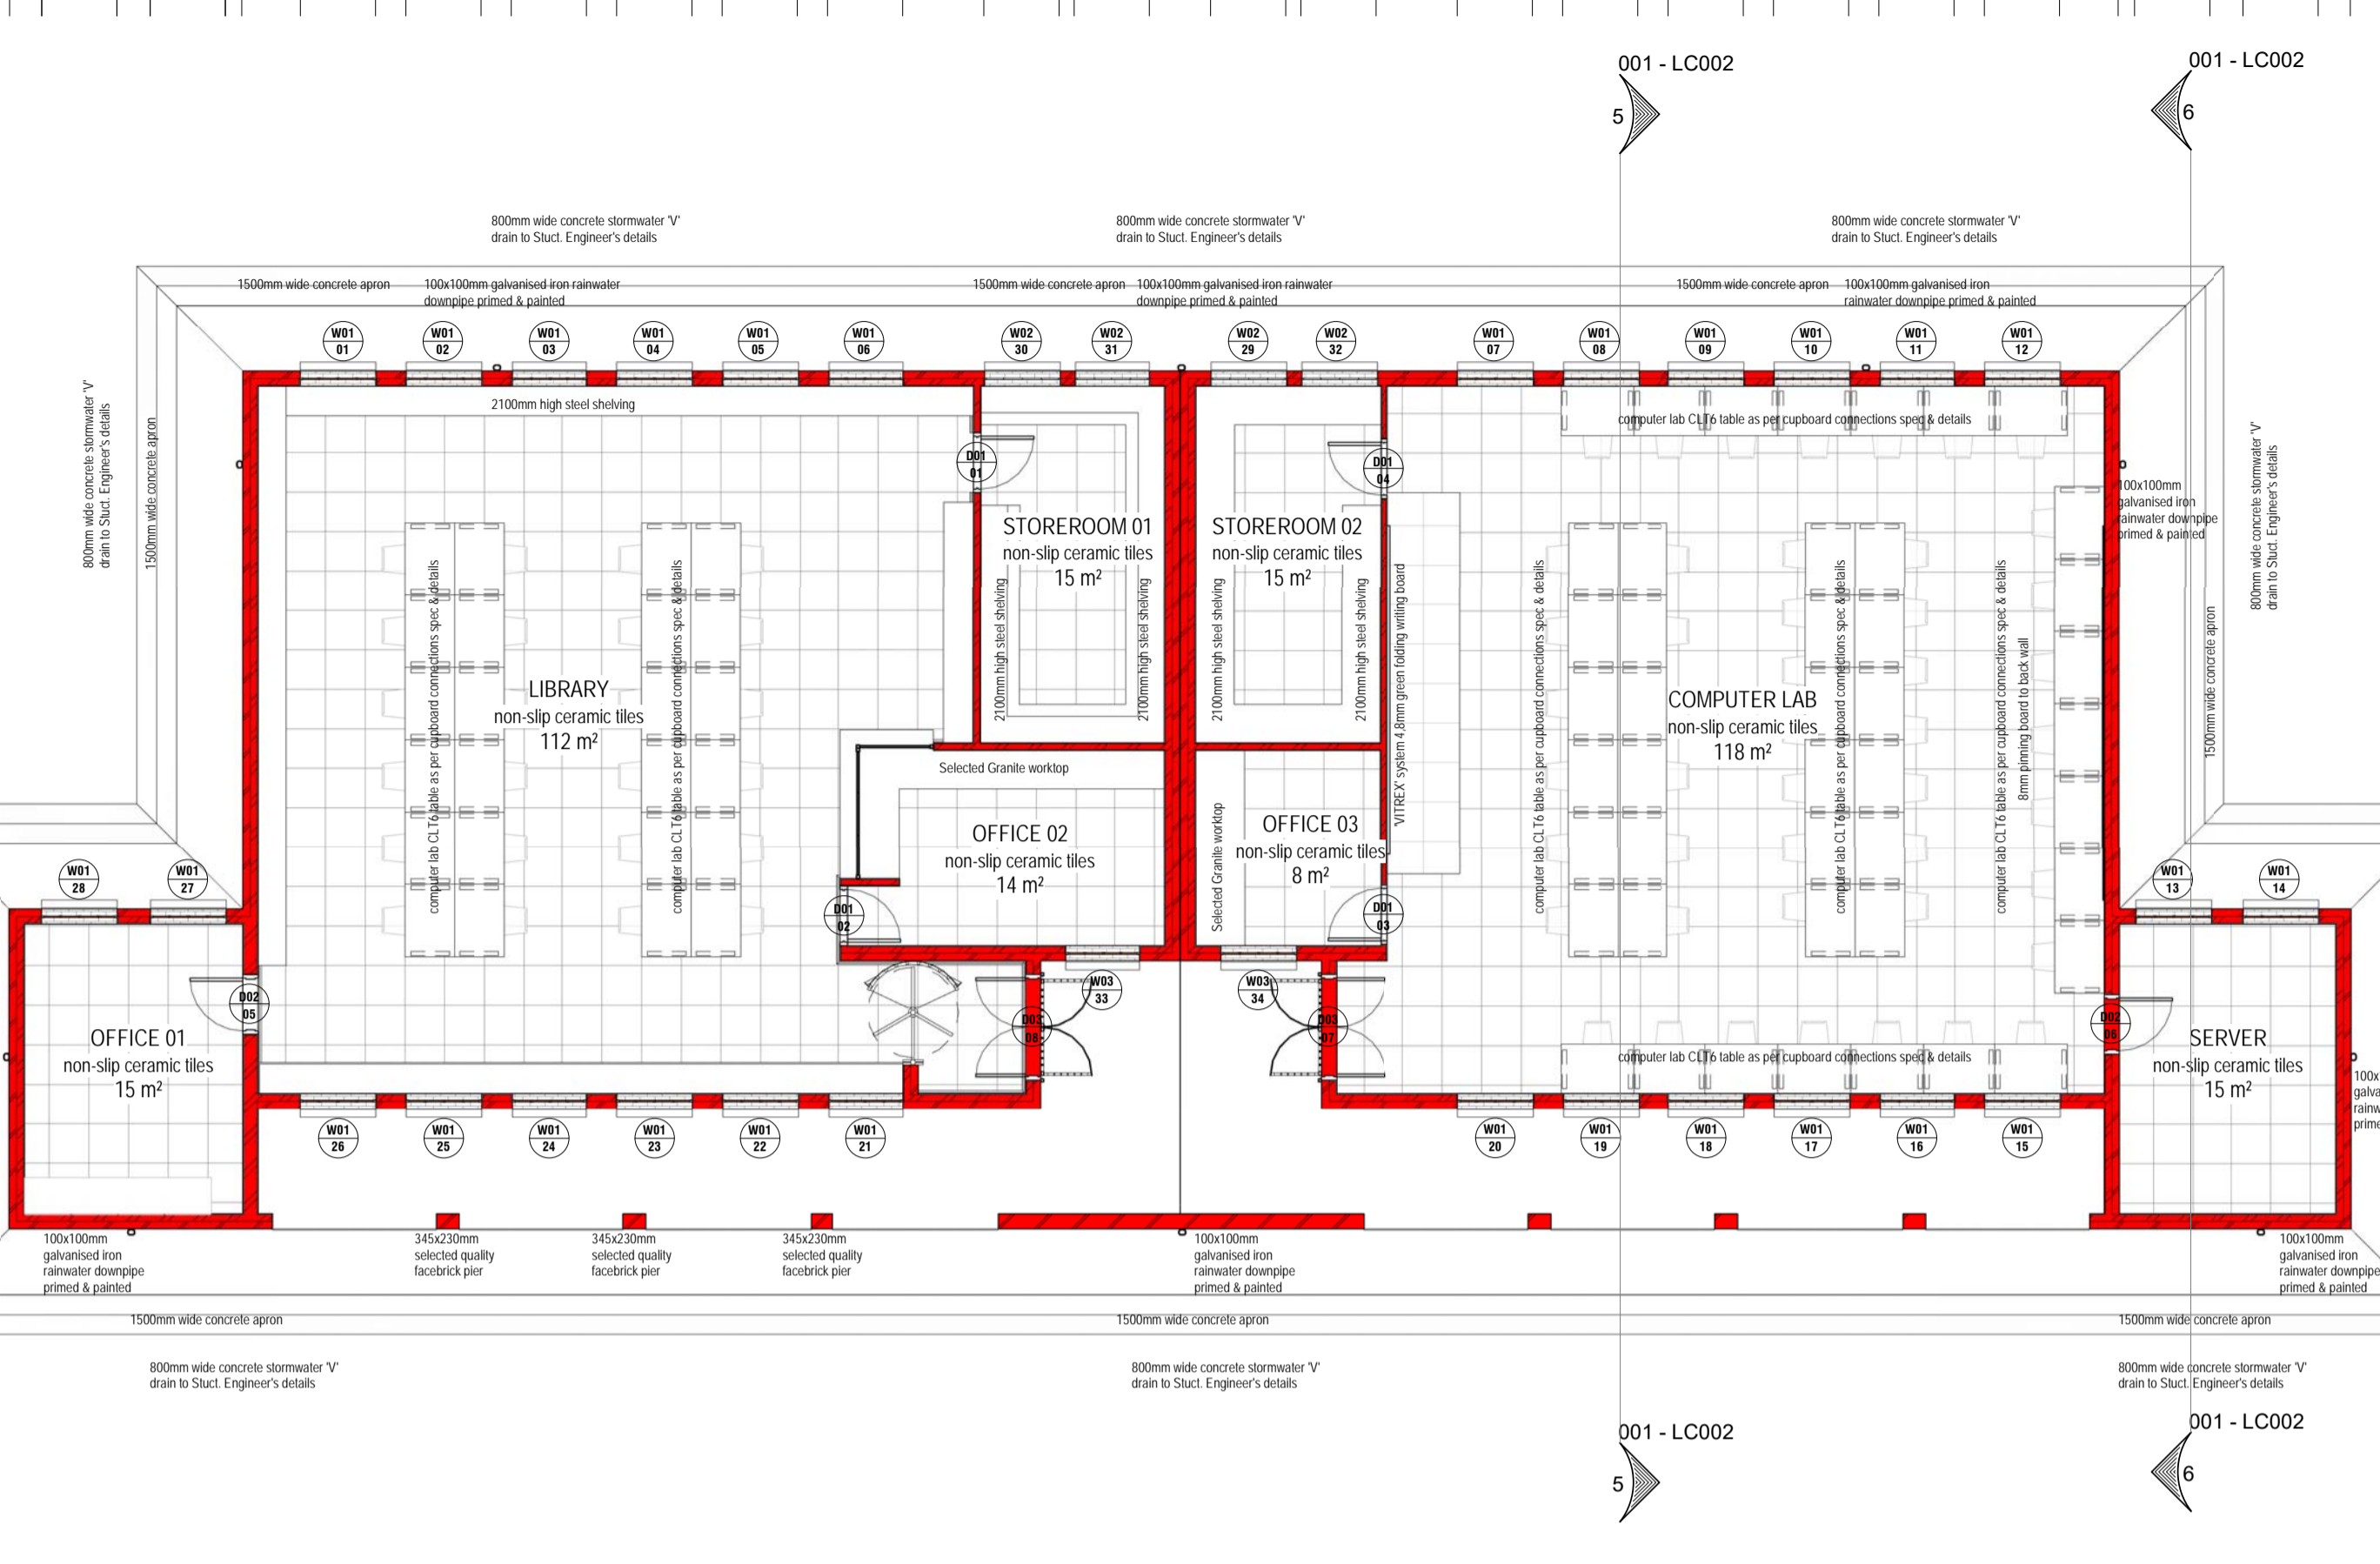 001 - LC002
001 - LC002
5
6
800mm wide concrete stormwater 'V'
drain to Stuct. Engineer's details
800mm wide concrete stormwater 'V'
drain to Stuct. Engineer's details
800mm wide concrete stormwater 'V'
drain to Stuct. Engineer's details
1500mm wide concrete apron
100x100mm galvanised iron rainwater
downpipe primed & painted
1500mm wide concrete apron
100x100mm galvanised iron rainwater
downpipe primed & painted
1500mm wide concrete apron
100x100mm galvanised iron
rainwater downpipe primed & painted
W01
01
W01
02
W01
03
W01
04
W01
05
W01
06
W02
30
W02
31
W02
29
W02
32
W01
07
W01
08
W01
09
W01
10
W01
11
W01
12
800mm wide concrete stormwater 'V'
drain to Stuct. Engineer's details
1500mm wide concrete apron
2100mm high steel shelving
computer lab CLT6 table as per cupboard connections spec & details
D01
01
D01
04
100x100mm
galvanised iron
rainwater downpipe
primed & painted
800mm wide concrete stormwater 'V'
drain to Stuct. Engineer's details
1500mm wide concrete apron
STOREROOM 01
non-slip ceramic tiles
15 m²
2100mm high steel shelving
2100mm high steel shelving
STOREROOM 02
non-slip ceramic tiles
15 m²
2100mm high steel shelving
2100mm high steel shelving
'VITREX' system 4,8mm green folding writing board
computer lab CLT6 table as per cupboard connections spec & details
computer lab CLT6 table as per cupboard connections spec & details
LIBRARY
non-slip ceramic tiles
112 m²
computer lab CLT6 table as per cupboard connections spec & details
COMPUTER LAB
non-slip ceramic tiles
118 m²
computer lab CLT6 table as per cupboard connections spec & details
computer lab CLT6 table as per cupboard connections spec & details
8mm pinning board to back wall
Selected Granite worktop
OFFICE 02
non-slip ceramic tiles
14 m²
Selected Granite worktop
OFFICE 03
non-slip ceramic tiles
8 m²
W01
28
W01
27
D01
02
D01
03
W01
13
W01
14
D02
05
W03
33
W03
34
D03
08
D03
07
D02
06
OFFICE 01
non-slip ceramic tiles
15 m²
computer lab CLT6 table as per cupboard connections spec & details
SERVER
non-slip ceramic tiles
15 m²
W01
26
W01
25
W01
24
W01
23
W01
22
W01
21
W01
20
W01
19
W01
18
W01
17
W01
16
W01
15
100x100mm
galvanised iron
rainwater downpipe
primed & painted
345x230mm
selected quality
facebrick pier
345x230mm
selected quality
facebrick pier
345x230mm
selected quality
facebrick pier
100x100mm
galvanised iron
rainwater downpipe
primed & painted
100x100mm
galvanised iron
rainwater downpipe
primed & painted
1500mm wide concrete apron
1500mm wide concrete apron
1500mm wide concrete apron
800mm wide concrete stormwater 'V'
drain to Stuct. Engineer's details
800mm wide concrete stormwater 'V'
drain to Stuct. Engineer's details
800mm wide concrete stormwater 'V'
drain to Stuct. Engineer's details
001 - LC002
001 - LC002
5
6